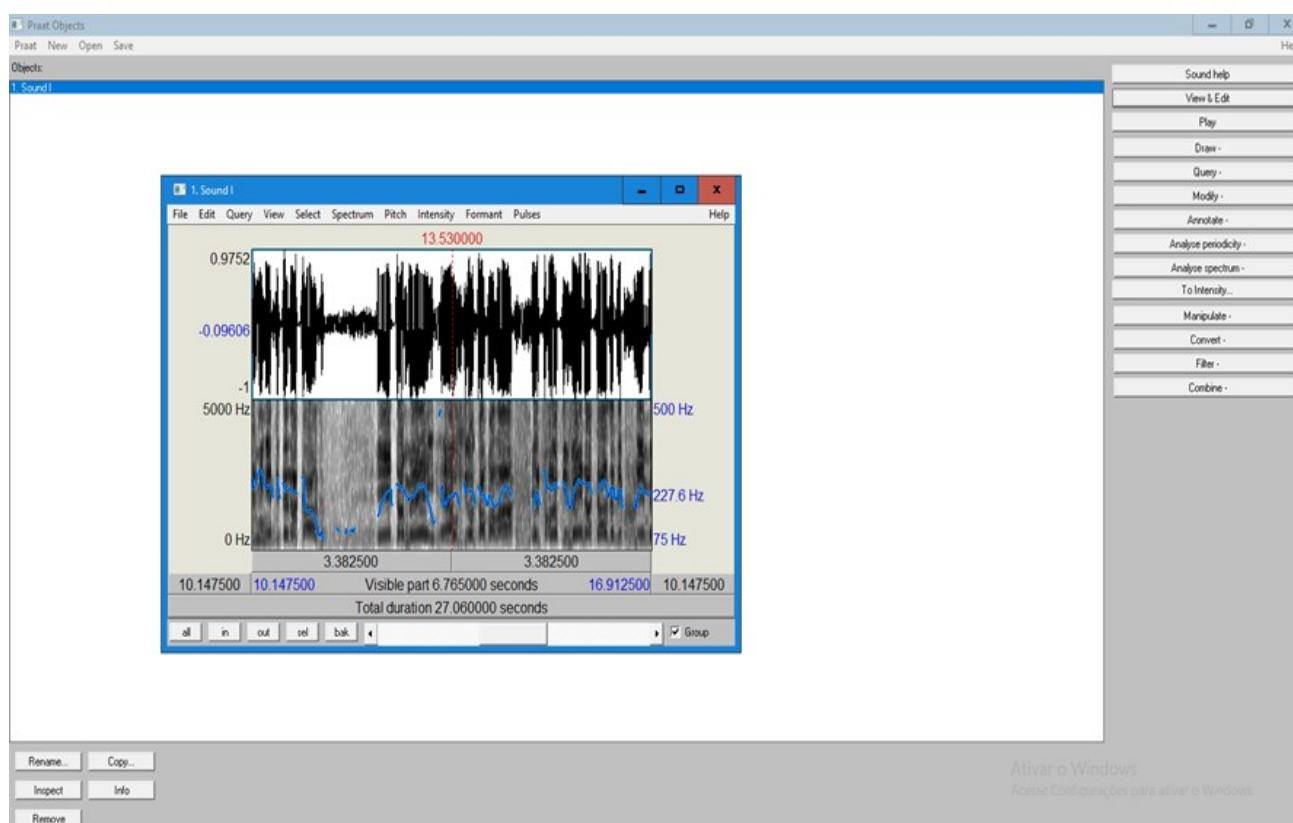 Praat Objects
Praat New Open Save
He
Objects:
1. Sound I
Sound help
View & Edit
Play
Draw -
Query -
Modify -
Annotate -
Analyse periodicity -
Analyse spectrum -
To Intensity...
Manipulate -
Convert -
Filter -
Combine -
1. Sound I
File Edit Query View Select Spectrum Pitch Intensity Formant Pulses Help
13.530000
0.9752
-0.09606
-1
5000 Hz 500 Hz
227.6 Hz
0 Hz 75 Hz
3.382500 3.382500
10.147500 10.147500 Visible part 6.765000 seconds 16.912500 10.147500
Total duration 27.060000 seconds
all in out sel bak Group
Rename... Copy...
Inspect Info
Remove
Ativar o Windows
Acesse Configurações para ativar o Windows.